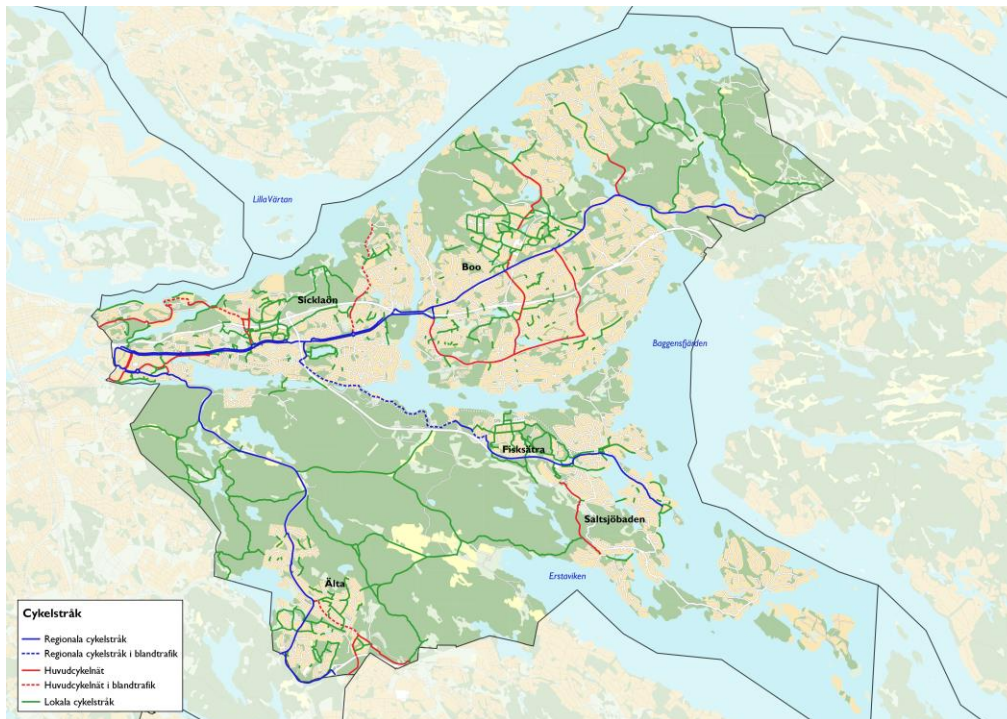 Lilla Värtan
Boo
Sicklaön
Baggensfjärden
Fisksätra
Saltsjöbaden
Erstaviken
Älta
Cykelstråk
Regionala cykelstråk
Regionala cykelstråk i blandtrafik
Huvudcykelnät
Huvudcykelnät i blandtrafik
Lokala cykelstråk